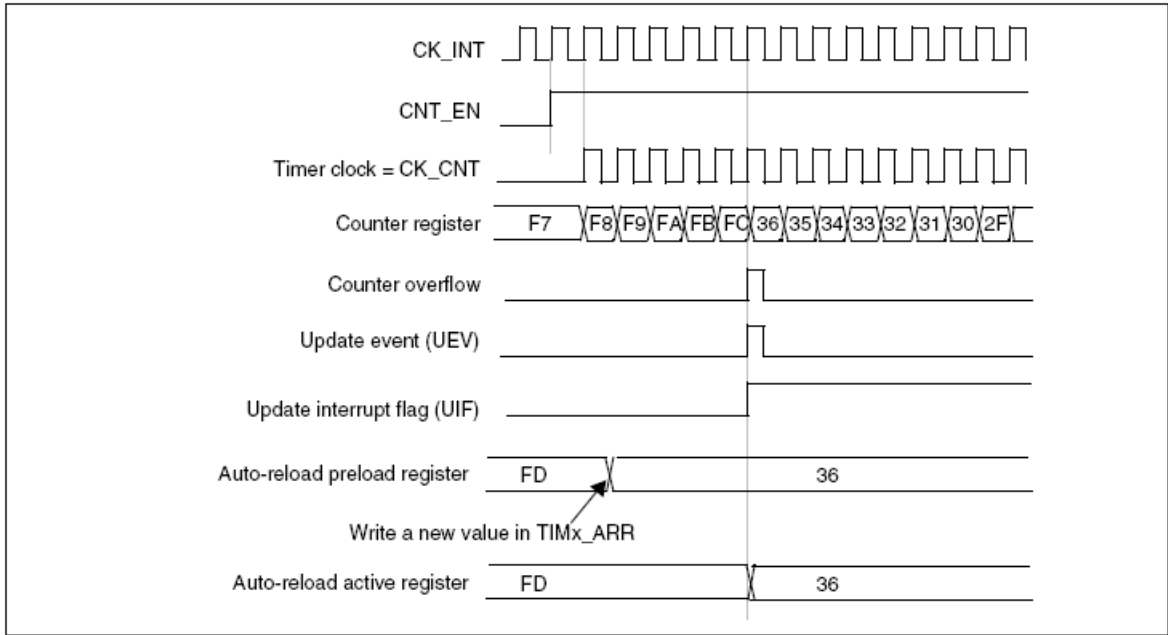 CK_INT
CNT_EN
Timer clock = CK_CNT
Counter register F7 F8 F9 FA FB FC 36 35 34 33 32 31 30 2F
Counter overflow
Update event (UEV)
Update interrupt flag (UIF)
Auto-reload preload register FD 36
Write a new value in TIMx_ARR
Auto-reload active register FD 36